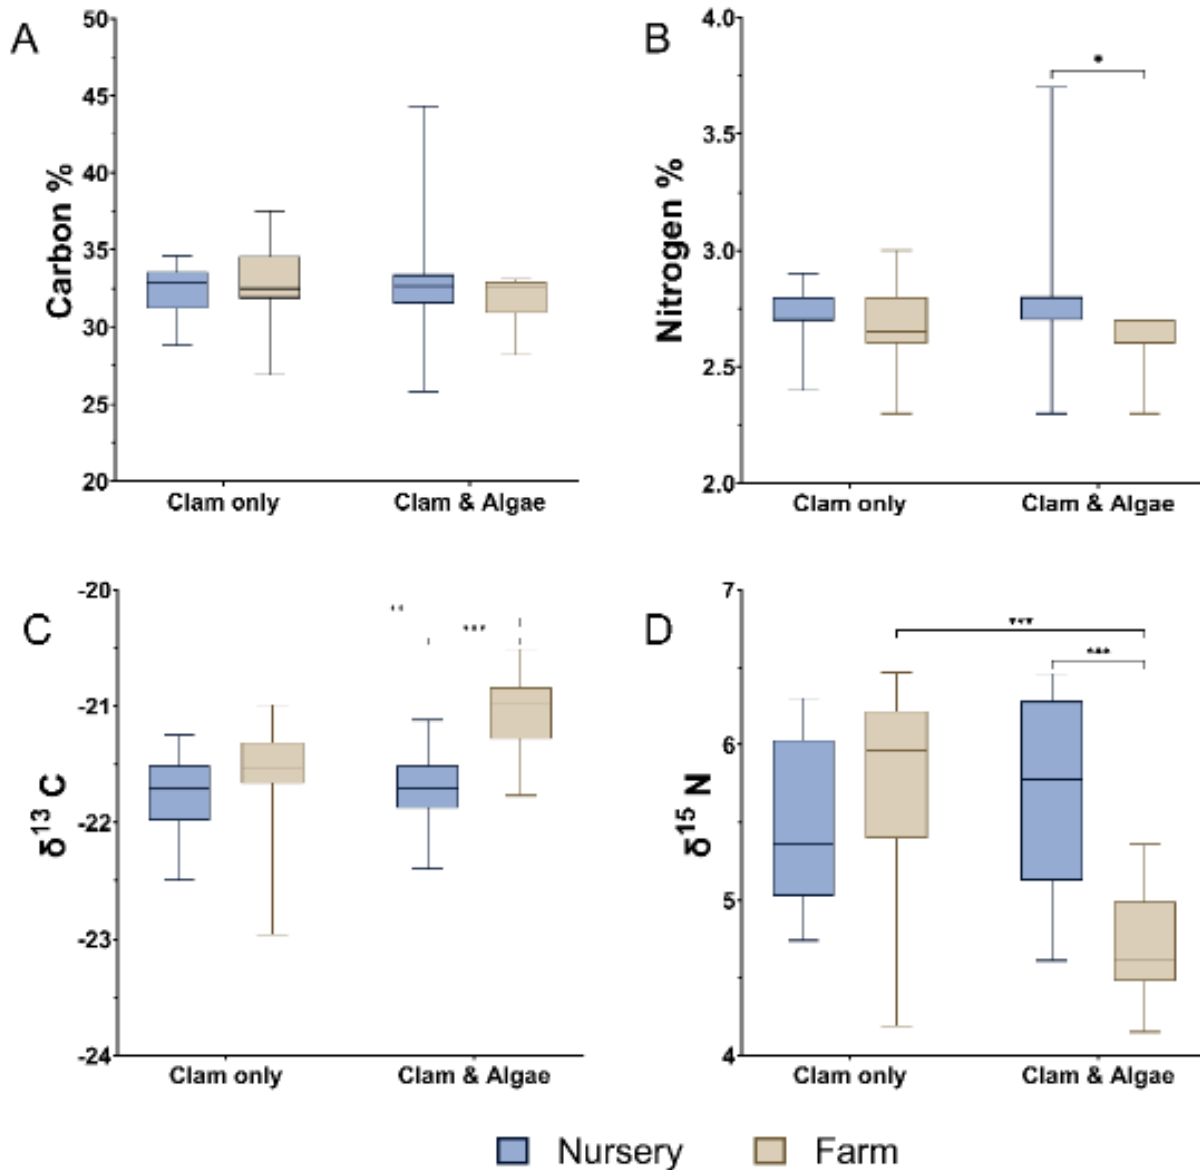 A
50
45
40
35
30
25
20
Carbon %
Clam only
Clam & Algae
B
*
4.0
3.5
3.0
2.5
2.0
Nitrogen %
Clam only
Clam & Algae
C
**
***
-20
-21
-22
-23
-24
δ13 C
Clam only
Clam & Algae
D
***
***
7
6
5
4
δ15 N
Clam only
Clam & Algae
Nursery
Farm